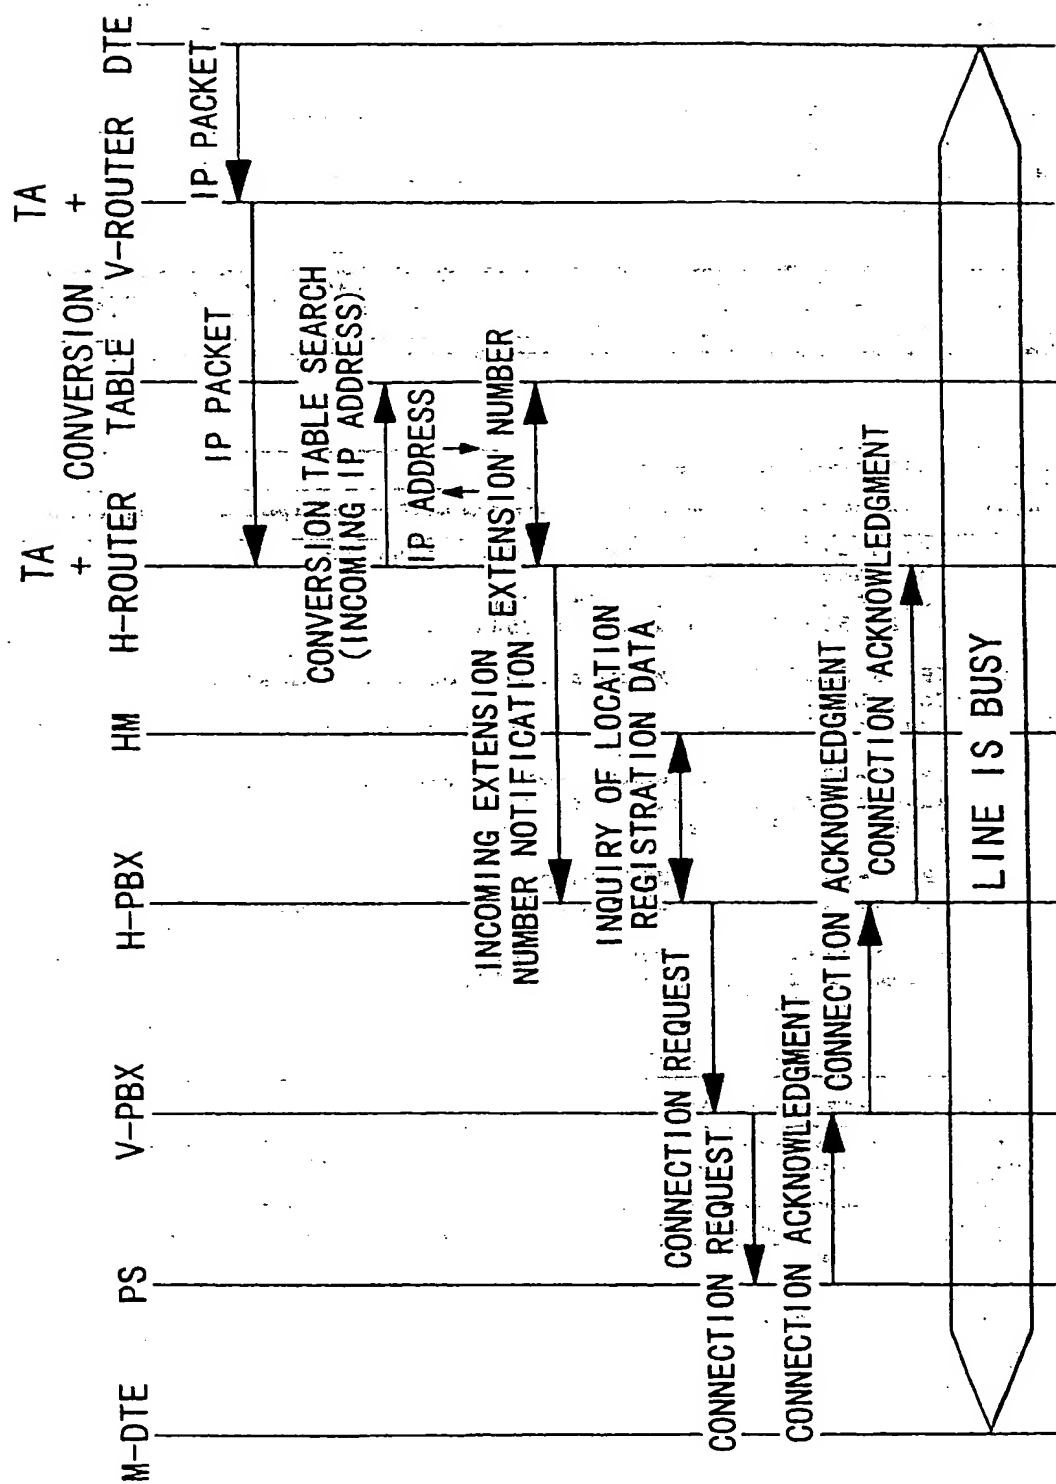 M-DTE
PS
V-PBX
H-PBX
HM
TA
+
H-ROUTER
CONVERSION
TABLE
TA
+
V-ROUTER
DTE
IP PACKET
IP PACKET
CONVERSION TABLE SEARCH
(INCOMING IP ADDRESS)
IP ADDRESS
EXTENSION NUMBER
INCOMING EXTENSION
NUMBER NOTIFICATION
INQUIRY OF LOCATION
REGISTRATION DATA
CONNECTION REQUEST
CONNECTION REQUEST
CONNECTION ACKNOWLEDGMENT
CONNECTION ACKNOWLEDGMENT
CONNECTION ACKNOWLEDGMENT
LINE IS BUSY